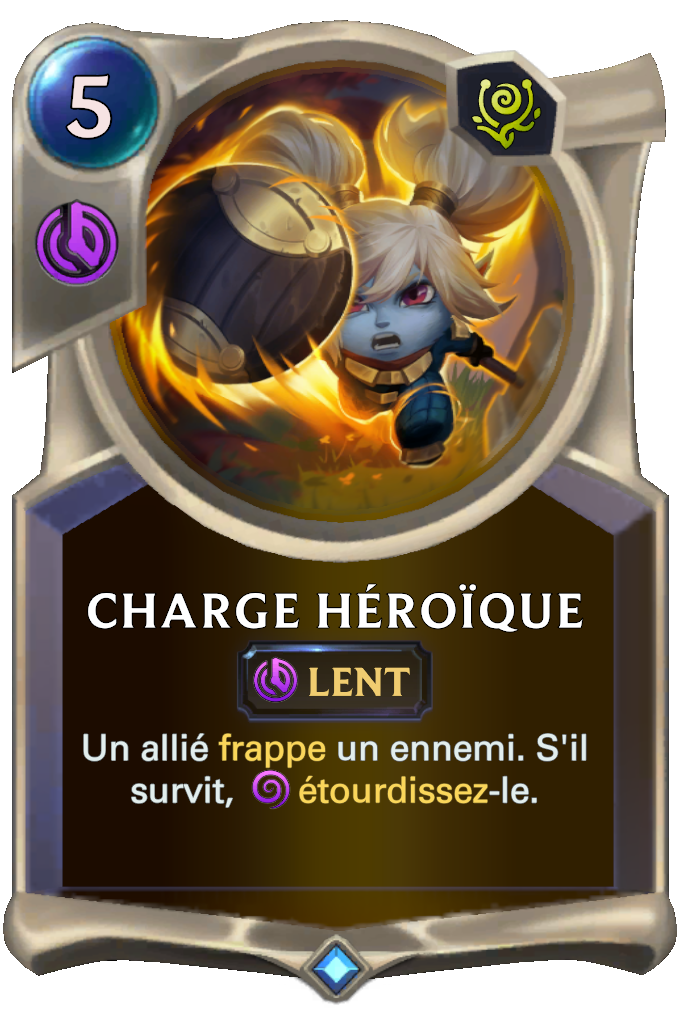 5
CHARGE HÉROÏQUE
LENT
Un allié frappe un ennemi. S'il
survit, étourdissez-le.